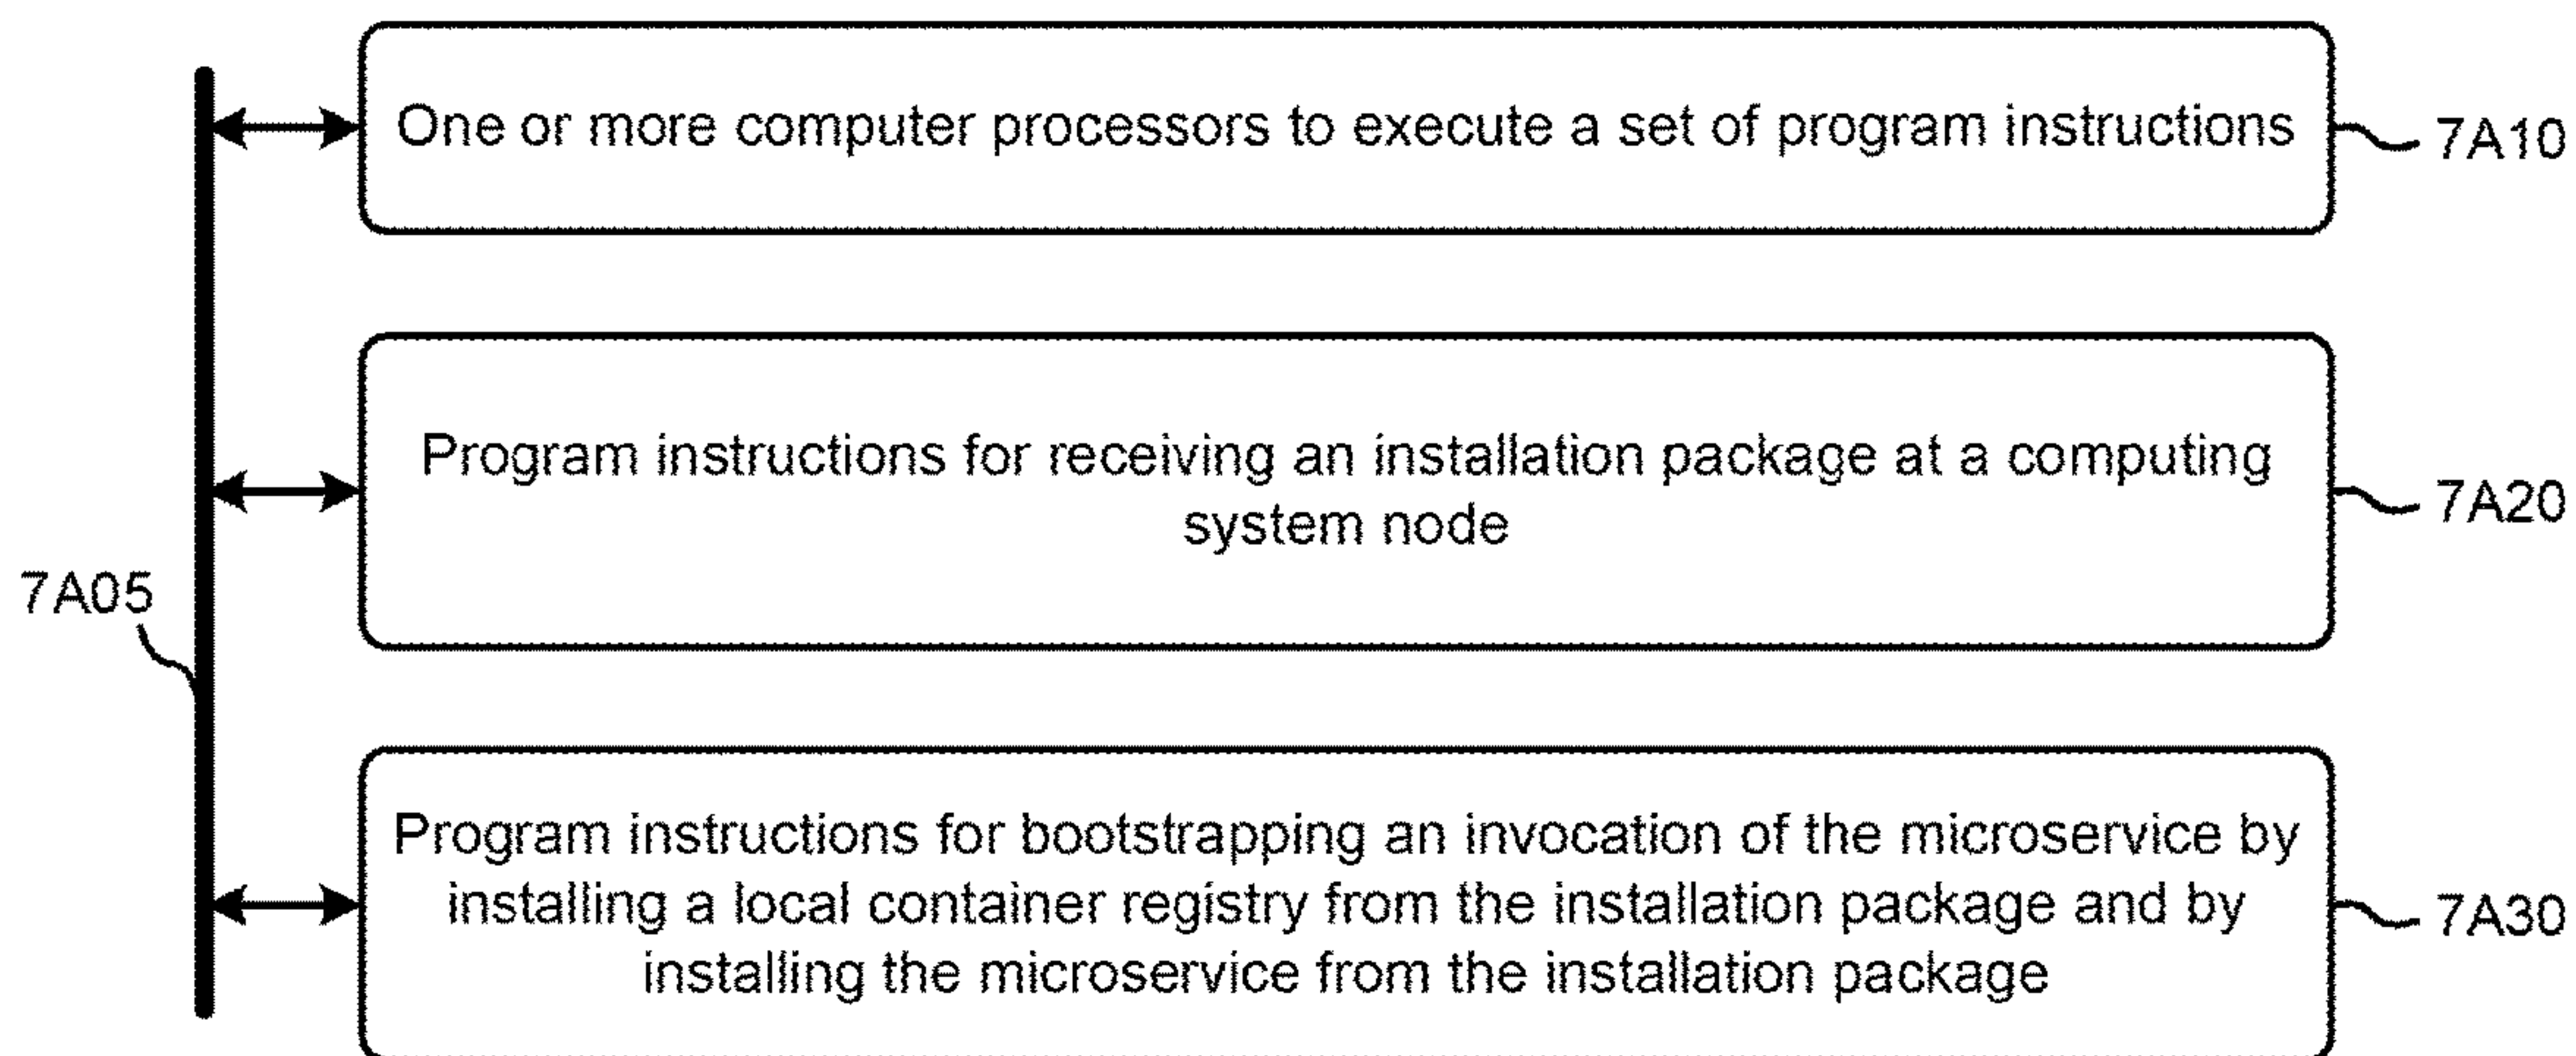 One or more computer processors to execute a set of program instructions
7A10
Program instructions for receiving an installation package at a computing
system node
7A20
7A05
Program instructions for bootstrapping an invocation of the microservice by
installing a local container registry from the installation package and by
installing the microservice from the installation package
7A30